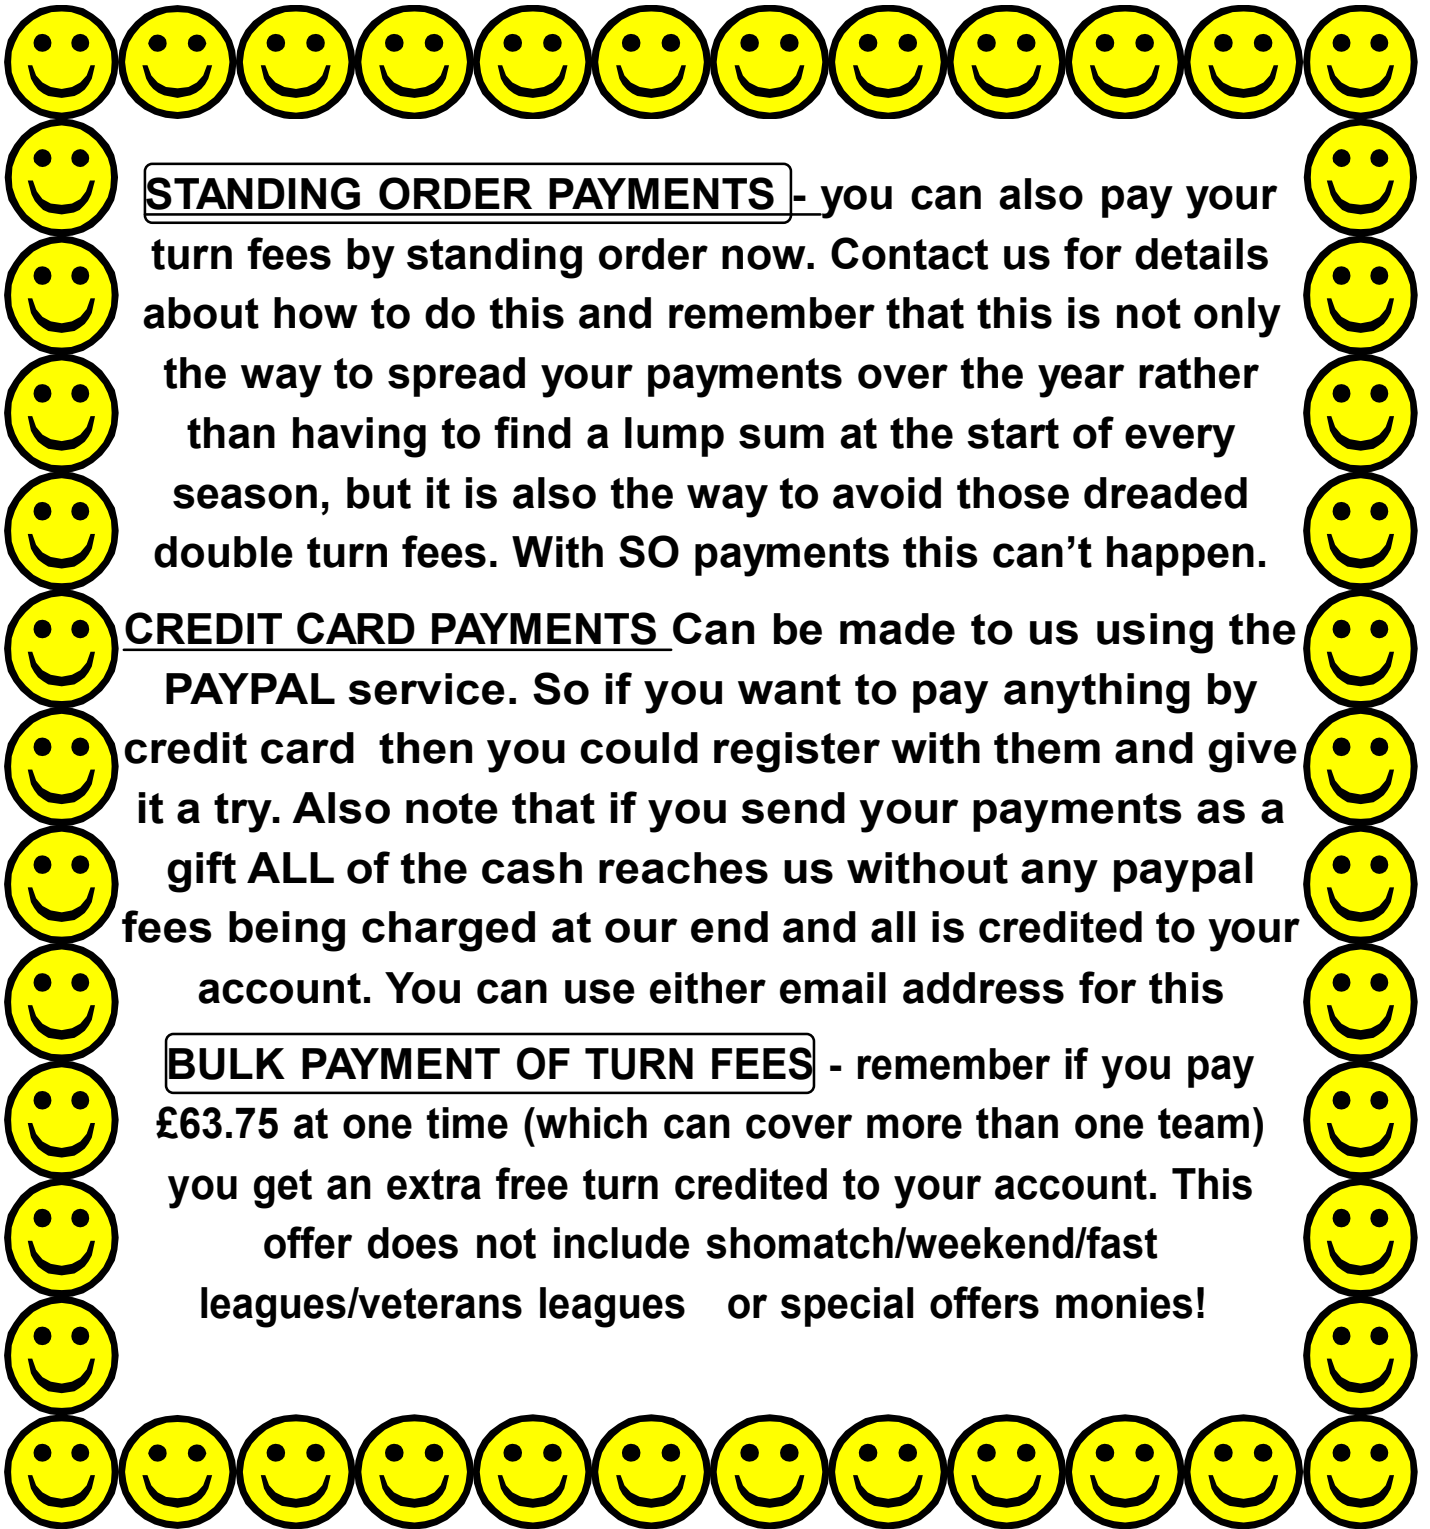 STANDING ORDER PAYMENTS - you can also pay your
turn fees by standing order now. Contact us for details
about how to do this and remember that this is not only
the way to spread your payments over the year rather
than having to find a lump sum at the start of every
season, but it is also the way to avoid those dreaded
double turn fees. With SO payments this can’t happen.
CREDIT CARD PAYMENTS Can be made to us using the
PAYPAL service. So if you want to pay anything by
credit card then you could register with them and give
it a try. Also note that if you send your payments as a
gift ALL of the cash reaches us without any paypal
fees being charged at our end and all is credited to your
account. You can use either email address for this
BULK PAYMENT OF TURN FEES - remember if you pay
£63.75 at one time (which can cover more than one team)
you get an extra free turn credited to your account. This
offer does not include shomatch/weekend/fast
leagues/veterans leagues or special offers monies!